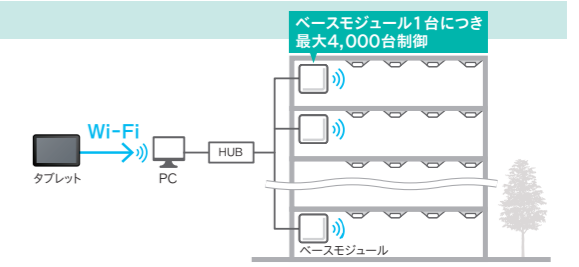 ベースモジュール1台につき
最大4,000台制御
Wi-Fi
タブレット
PC
HUB
ベースモジュール